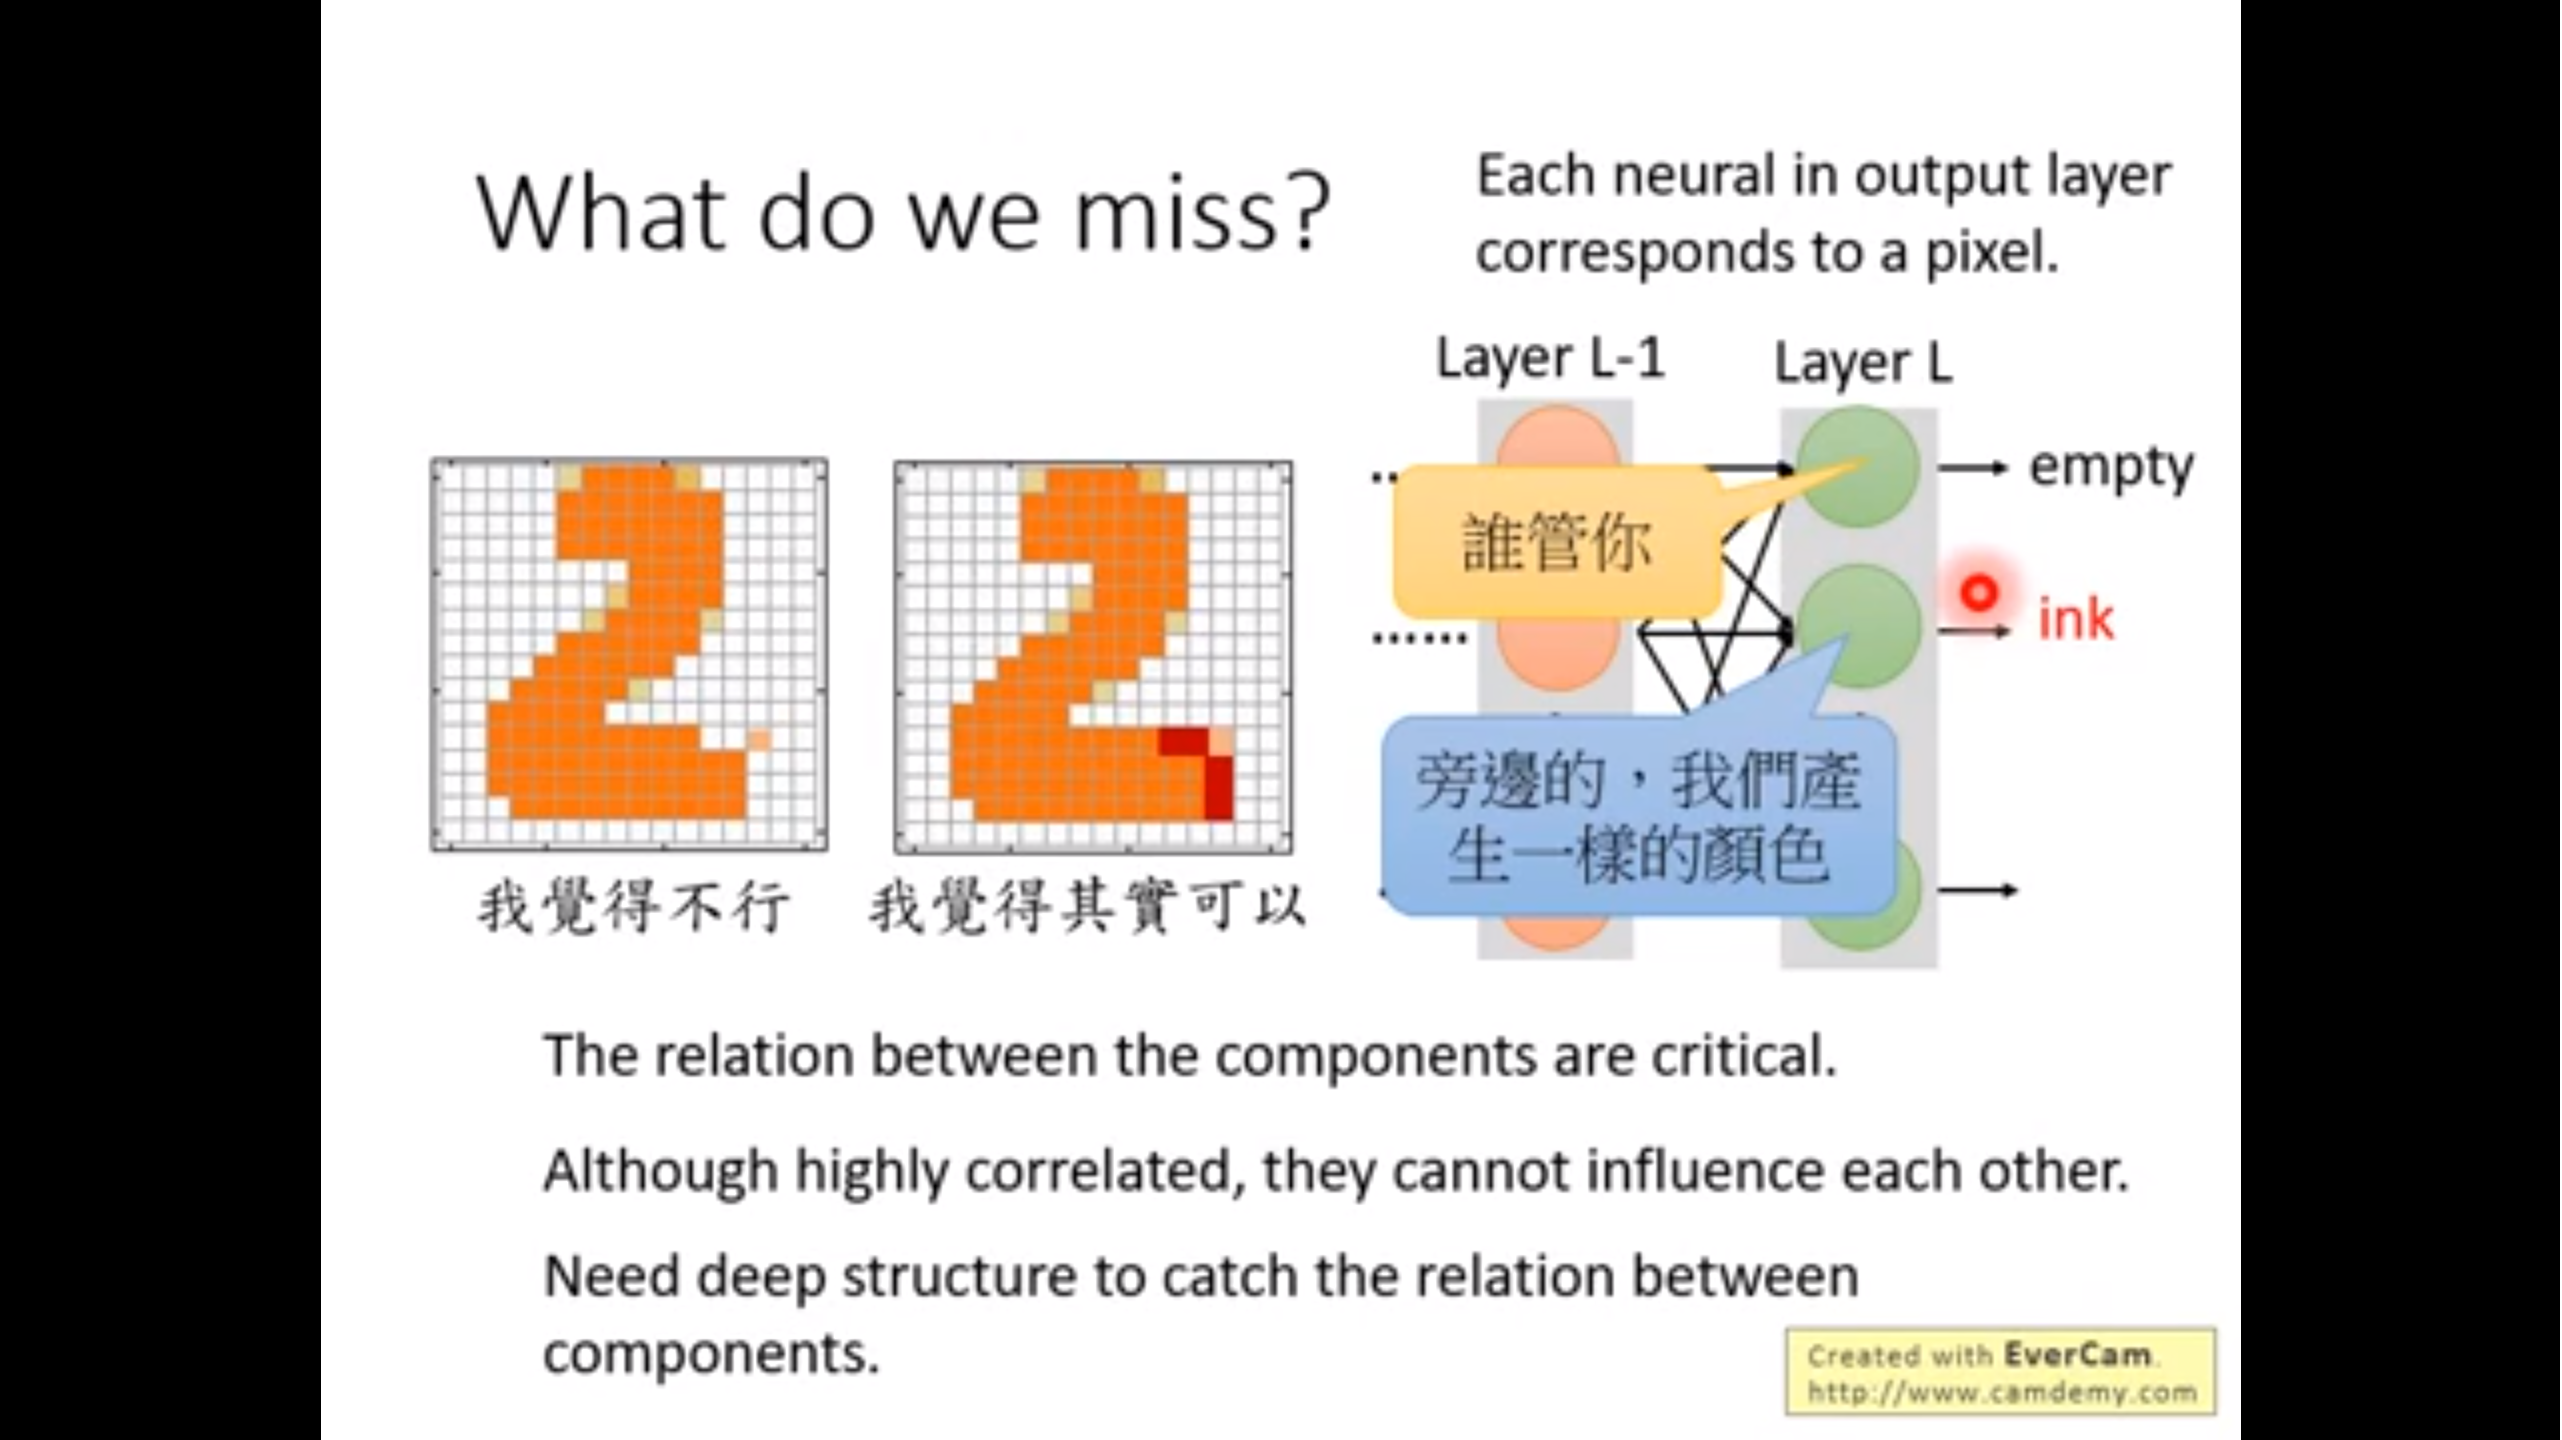 What do we miss?
Each neural in output layer
corresponds to a pixel.
Layer L-1
Layer L
empty
誰管你
ink
旁邊的，我們產
生一樣的顏色
我覺得不行
我覺得其實可以
The relation between the components are critical.
Although highly correlated, they cannot influence each other.
Need deep structure to catch the relation between
components.
Created with EverCam.
http://www.camdemy.com